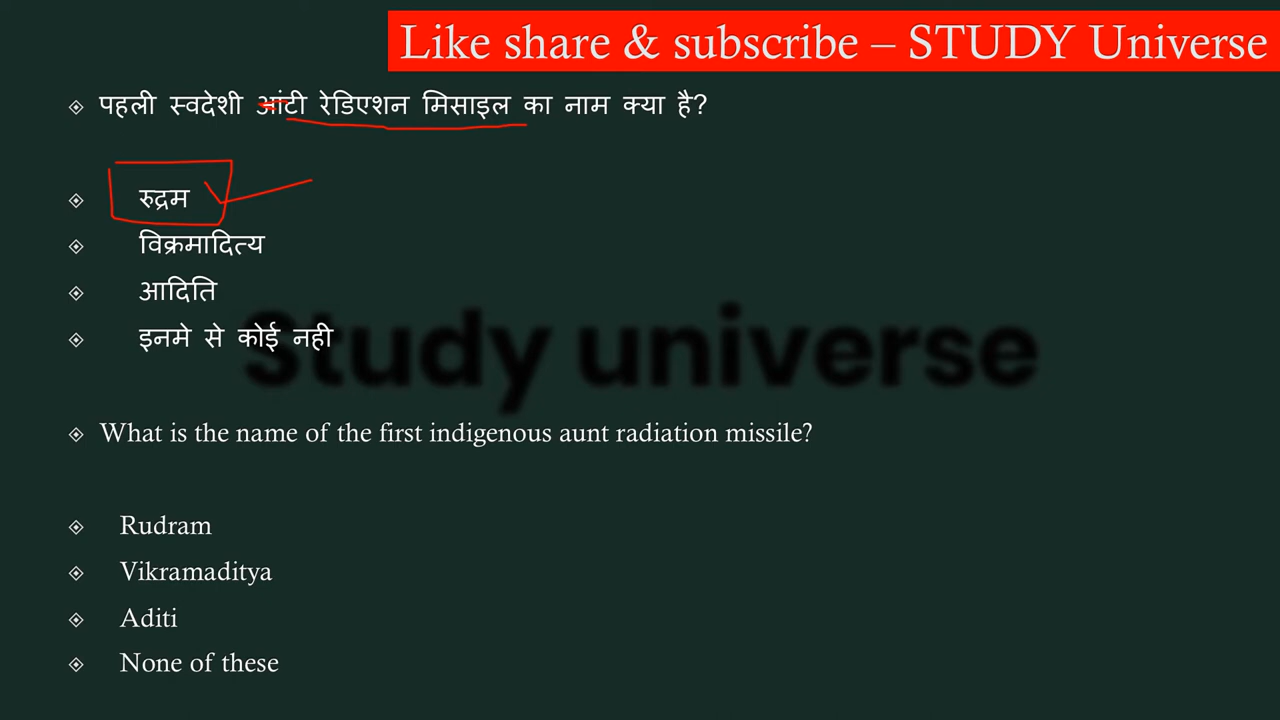 Like share & subscribe – STUDY Universe
पहली स्वदेशी आंटी रेडिएशन मिसाइल का नाम क्या है?
रुद्रम
विक्रमादित्य
आदिति
इनमे से कोई नही
Study universe
What is the name of the first indigenous aunt radiation missile?
Rudram
Vikramaditya
Aditi
None of these